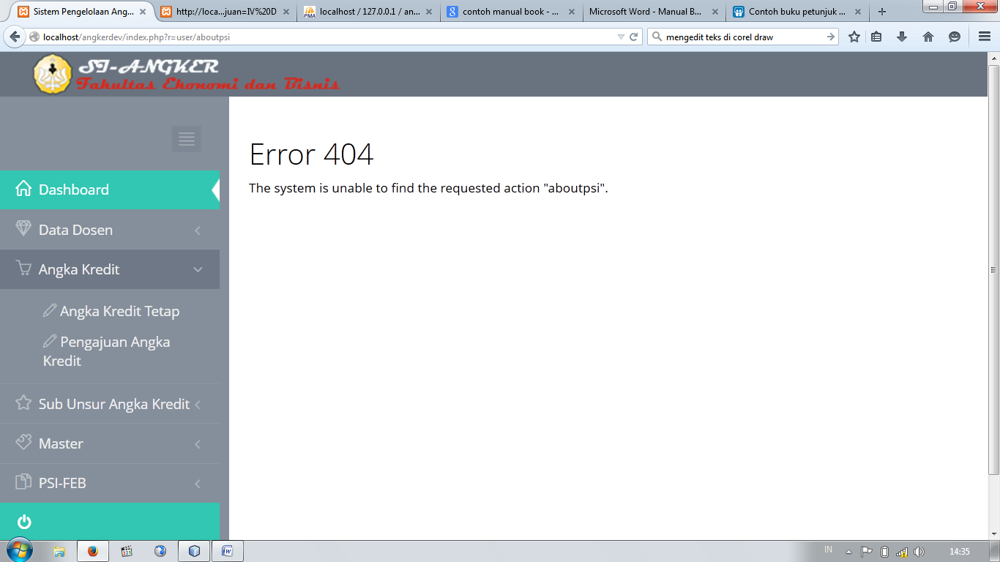 Sistem Pengelolaan Ang...
http://loca...juan=IV%20D
localhost / 127.0.0.1 / an...
contoh manual book - ...
Microsoft Word - Manual B...
Contoh buku petunjuk ...
localhost/angkerdev/index.php?r=user/aboutpsi
mengedit teks di corel draw
SI-ANGKER
Fakultas Ekonomi dan Bisnis
Error 404
The system is unable to find the requested action "aboutpsi".
Dashboard
Data Dosen
Angka Kredit
Angka Kredit Tetap
Pengajuan Angka
Kredit
Sub Unsur Angka Kredit
Master
PSI-FEB
IN
14:35